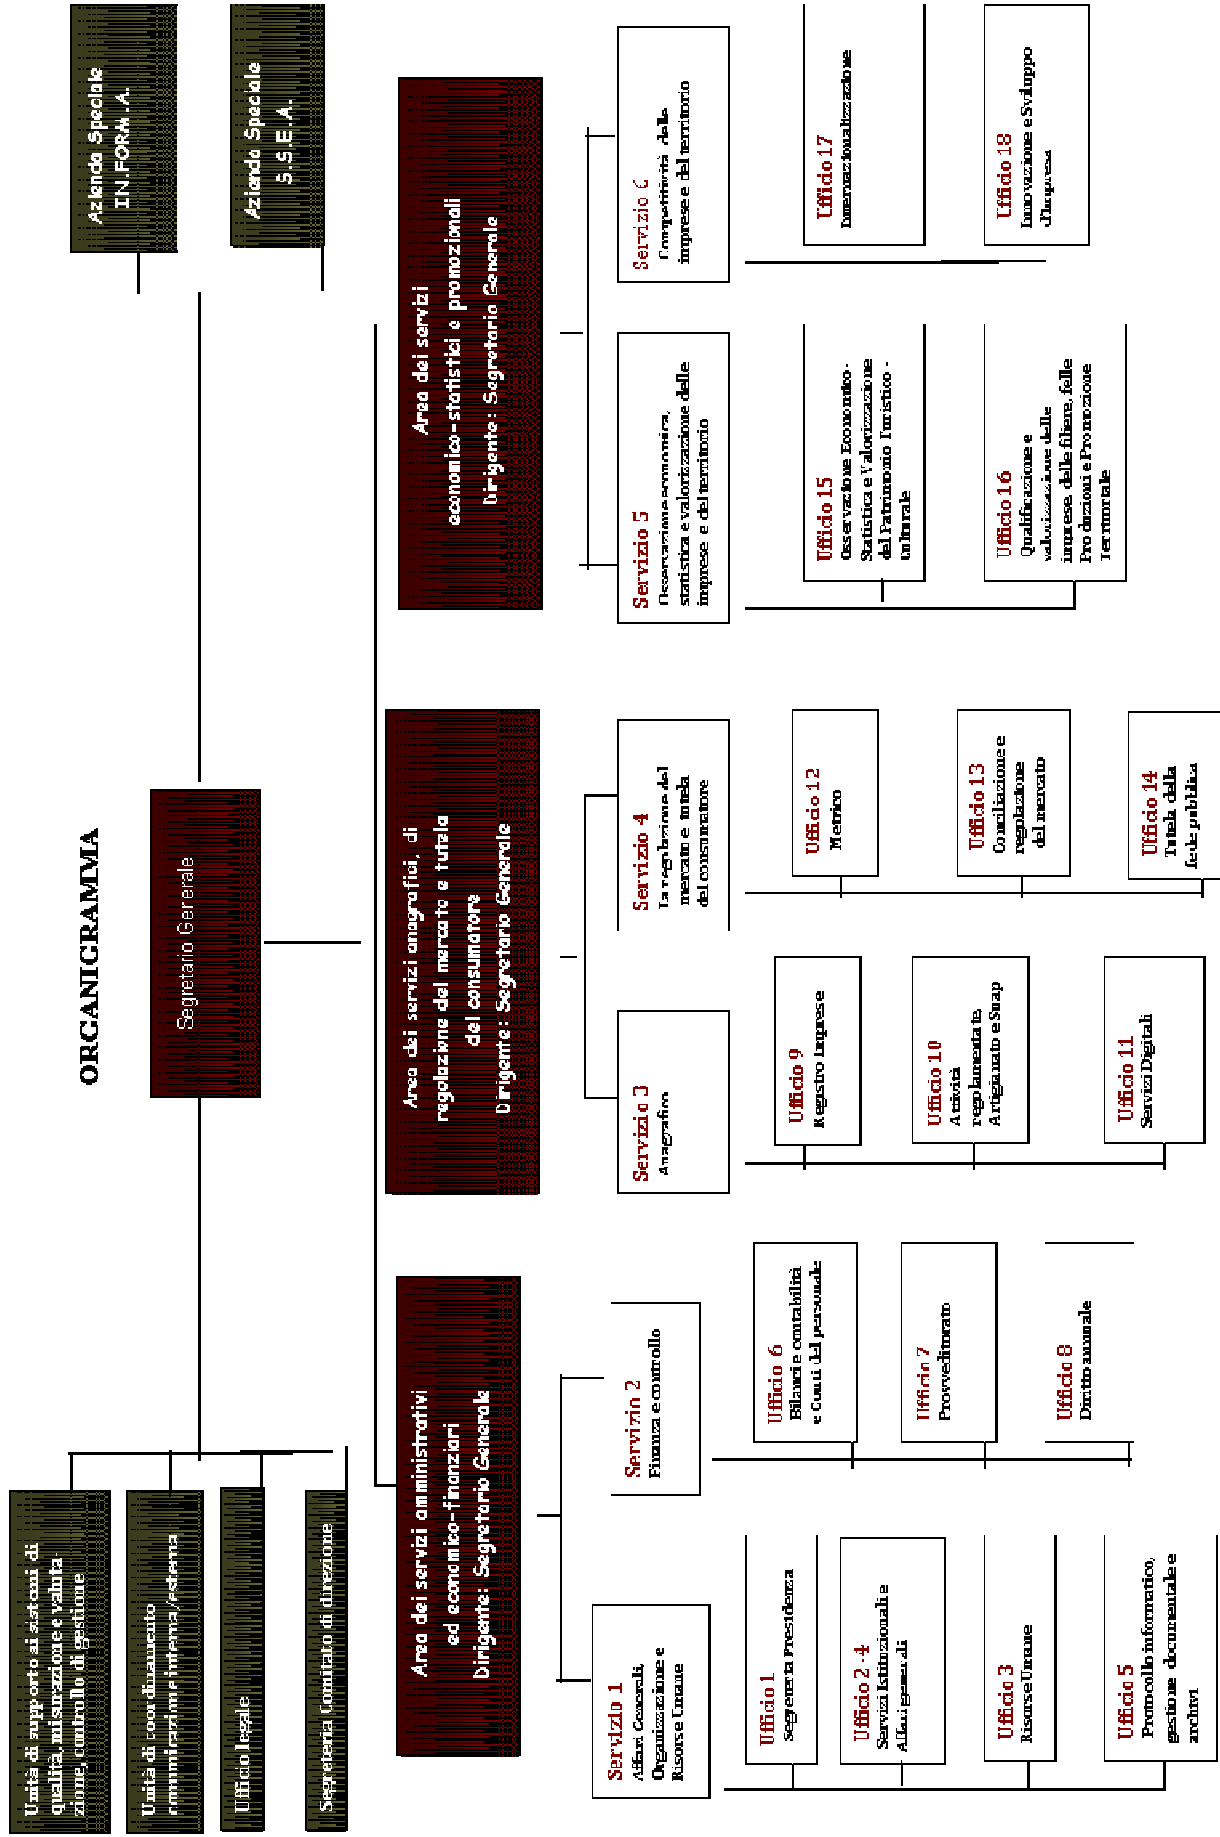 ORGANIGRAMMA
Segretario Generale
Unità di supporto ai sistemi di
qualità, misurazione e valuta-
zione, Controllo di gestione
Unità di coordinamento
comunicazione interna/esterna
Ufficio legale
Segreteria Comitato di direzione
Azienda Speciale
IN.FORM.A.
Azienda Speciale
S.S.E.A.
Area dei servizi amministrativi
ed economico-finanziari
Dirigente: Segretario Generale
Servizio 1
Affari Generali,
Organizzazione e
Risorse Umane
Ufficio 1
Segreteria Presidenza
Ufficio 2 - 4
Servizi Istituzionali e
Affari generali
Ufficio 3
Risorse Umane
Ufficio 5
Protocollo informatico,
gestione documentale e
archivi
Servizio 2
Finanza e controllo
Ufficio 6
Bilanci e contabilità
e Conti del personale
Ufficio 7
Provveditorato
Ufficio 8
Diritto annuale
Area dei servizi anagrafici, di
regolazione del mercato e tutela
del consumatore
Dirigente: Segretario Generale
Servizio 3
Anagrafico
Ufficio 9
Registro Imprese
Ufficio 10
Attività
regolamentate,
Artigianato e Suap
Ufficio 11
Servizi Digitali
Servizio 4
La regolazione del
mercato e tutela
del consumatore
Ufficio 12
Metrico
Ufficio 13
Conciliazione e
regolazione
del mercato
Ufficio 14
Tutela della
fede pubblica
Area dei servizi
economico-statistici e promozionali
Dirigente: Segretario Generale
Servizio 5
Osservazione economica,
statistica e valorizzazione delle
imprese e del territorio
Ufficio 15
Osservazione Economico -
Statistica e Valorizzazione
del Patrimonio Turistico -
Culturale
Ufficio 16
Qualificazione e
valorizzazione delle
imprese, delle filiere, felle
Produzioni e Promozione
Territoriale
Servizio 6
Competitività delle
imprese e del territorio
Ufficio 17
Internazionalizzazione
Ufficio 18
Innovazione e Sviluppo
d'impresa